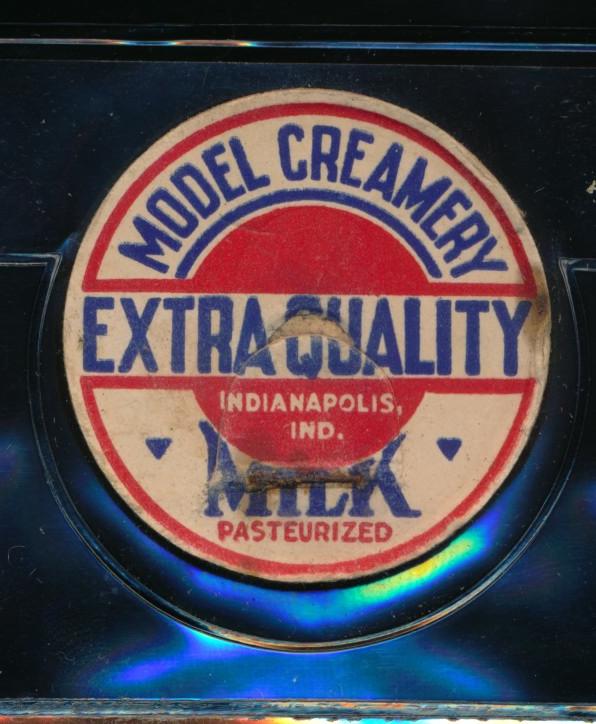 MODEL CREAMERY
EXTRA QUALITY
INDIANAPOLIS,
IND.
MILK
PASTEURIZED